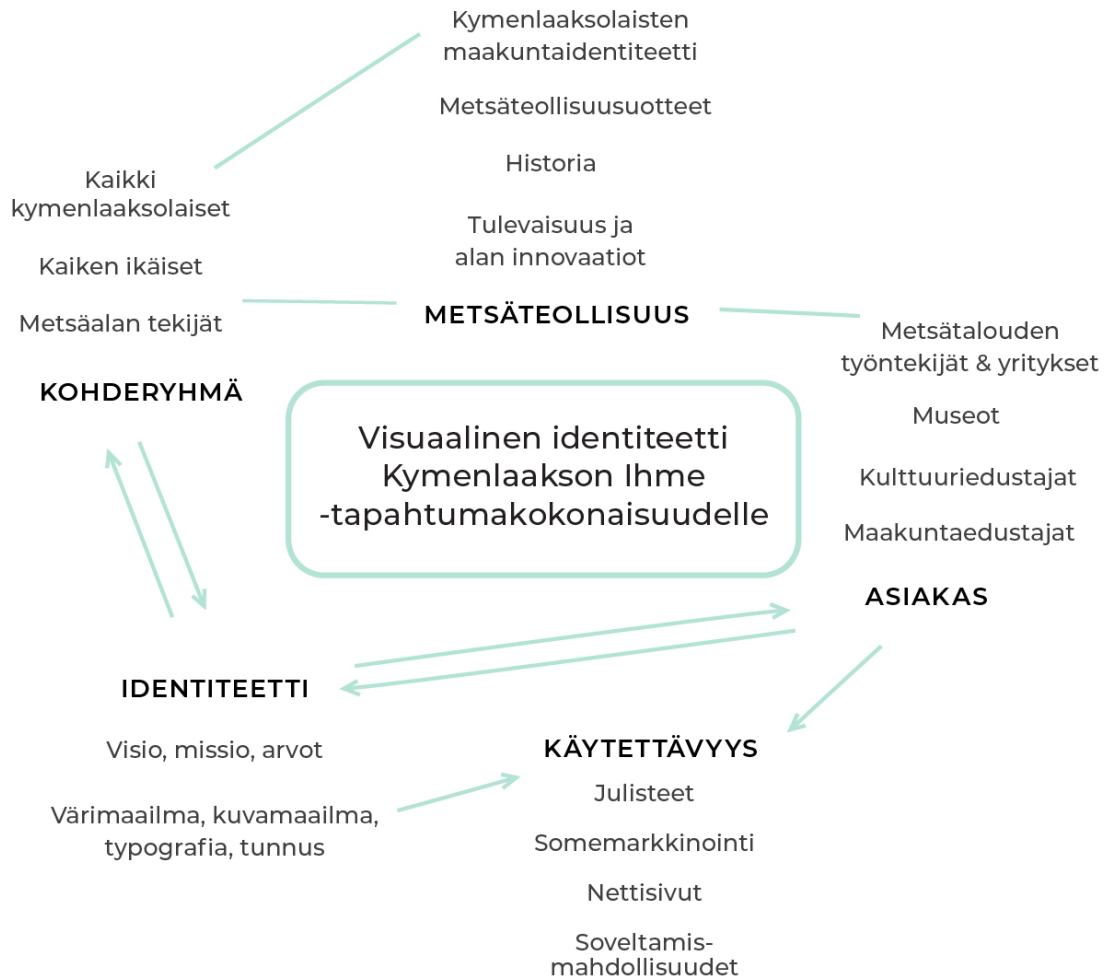 Kymenlaaksolaisten
maakuntaidentiteetti
Metsäteollisuusuotteet
Historia
Tulevaisuus ja
alan innovaatiot
METSÄTEOLLISUUS
Kaikki
kymenlaaksolaiset
Kaiken ikäiset
Metsäalan tekijät
KOHDERYHMÄ
Metsätalouden
työntekijät & yritykset
Museot
Kulttuuriedustajat
Maakuntaedustajat
ASIAKAS
Visuaalinen identiteetti
Kymenlaakson Ihme
-tapahtumakokonaisuudelle
IDENTITEETTI
Visio, missio, arvot
Värimaailma, kuvamaailma,
typografia, tunnus
KÄYTETTÄVYYS
Julisteet
Somemarkkinointi
Nettisivut
Soveltamis-
mahdollisuudet